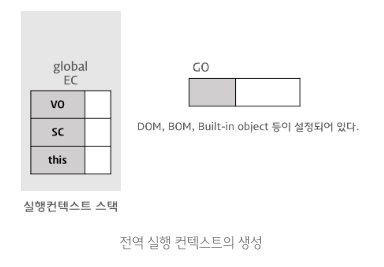 global
EC
GO
VO
SC
this
DOM, BOM, Built-in object 등이 설정되어 있다.
실행컨텍스트 스택
전역 실행 컨텍스트의 생성